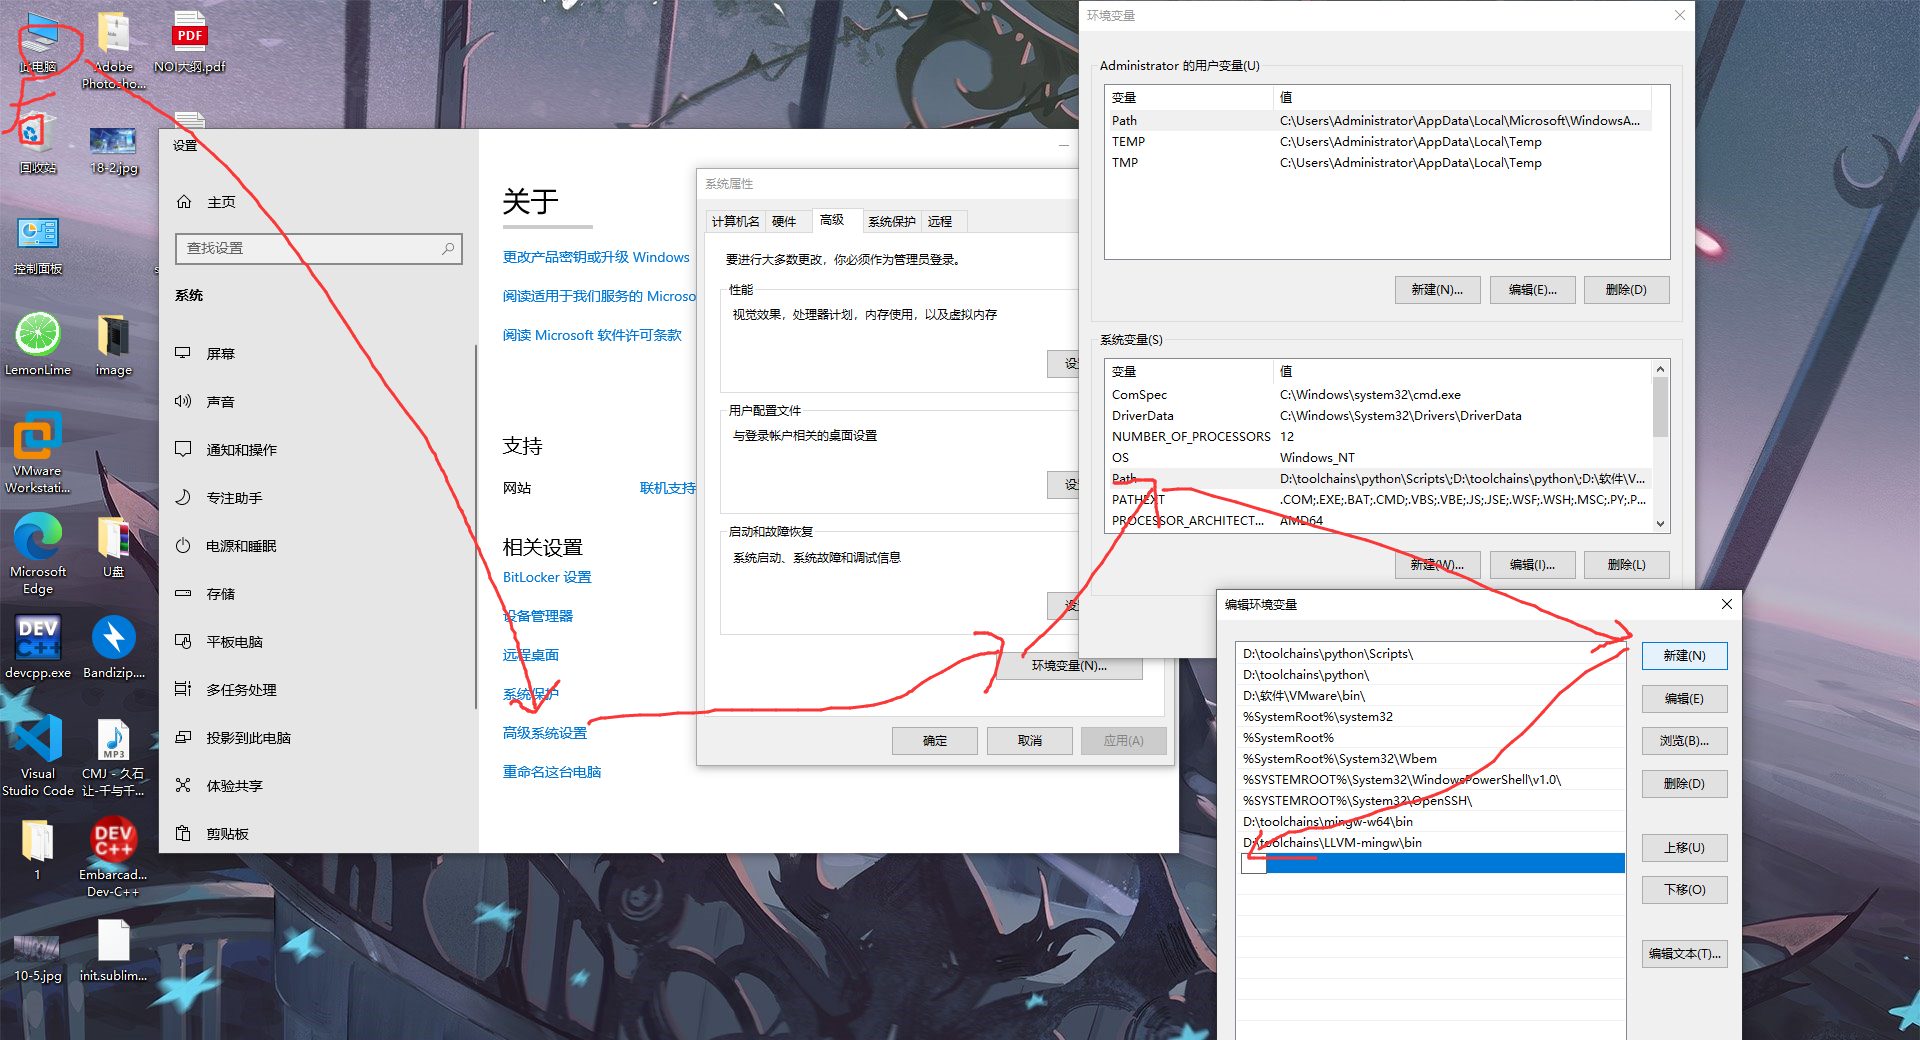 此电脑
Adobe
Photosho...
PDF
NOI大纲.pdf
右
回收站
18-2.jpg
控制面板
LemonLime
image
VMware
Workstati...
Microsoft
Edge
U盘
DEV
C++
devcpp.exe
Bandizip....
Visual
Studio Code
MP3
CMJ - 久石
让-千与千...
1
DEV
C++
Embarcad...
Dev-C++
10-5.jpg
init.sublim...
设置
主页
查找设置
系统
屏幕
声音
通知和操作
专注助手
电源和睡眠
存储
平板电脑
多任务处理
投影到此电脑
体验共享
剪贴板
关于
更改产品密钥或升级 Windows
阅读适用于我们服务的 Microso
阅读 Microsoft 软件许可条款
支持
网站
联机支持
相关设置
BitLocker 设置
设备管理器
远程桌面
系统保护
高级系统设置
重命名这台电脑
系统属性
计算机名 硬件 高级 系统保护 远程
要进行大多数更改，你必须作为管理员登录。
性能
视觉效果，处理器计划，内存使用，以及虚拟内存
设
用户配置文件
与登录帐户相关的桌面设置
设
启动和故障恢复
系统启动、系统故障和调试信息
设
环境变量(N)...
确定 取消 应用(A)
环境变量
Administrator 的用户变量(U)
变量 值
Path C:\Users\Administrator\AppData\Local\Microsoft\WindowsA...
TEMP C:\Users\Administrator\AppData\Local\Temp
TMP C:\Users\Administrator\AppData\Local\Temp
新建(N)... 编辑(E)... 删除(D)
系统变量(S)
变量 值
ComSpec C:\Windows\system32\cmd.exe
DriverData C:\Windows\System32\Drivers\DriverData
NUMBER_OF_PROCESSORS 12
OS Windows_NT
Path D:\toolchains\python\Scripts\;D:\toolchains\python\;D:\软件\V...
PATHEXT .COM;.EXE;.BAT;.CMD;.VBS;.VBE;.JS;.JSE;.WSF;.WSH;.MSC;.PY;.P...
PROCESSOR_ARCHITECT... AMD64
新建(W)... 编辑(I)... 删除(L)
编辑环境变量
D:\toolchains\python\Scripts\
D:\toolchains\python\
D:\软件\VMware\bin\
%SystemRoot%\system32
%SystemRoot%
%SystemRoot%\System32\Wbem
%SYSTEMROOT%\System32\WindowsPowerShell\v1.0\
%SYSTEMROOT%\System32\OpenSSH\
D:\toolchains\mingw-w64\bin
D:\toolchains\LLVM-mingw\bin
新建(N)
编辑(E)
浏览(B)...
删除(D)
上移(U)
下移(O)
编辑文本(T)...